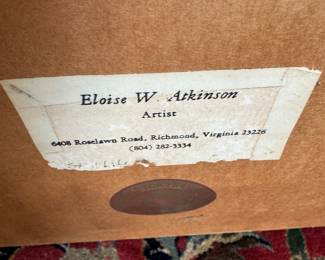 Eloise W. Atkinson
Artist
6408 Roselawn Road, Richmond, Virginia 23226
(804) 282-3334